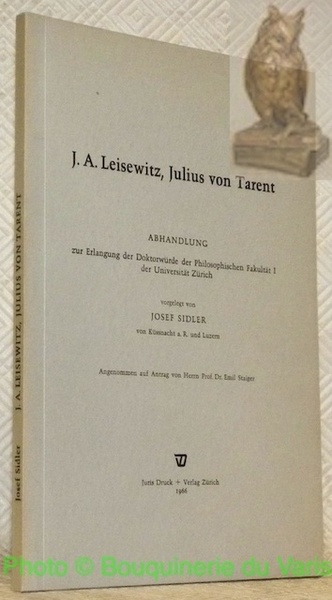 J. A. Leisewitz, Julius von Tarent
ABHANDLUNG
zur Erlangung der Doktorwürde der Philosophischen Fakultät I
der Universität Zürich
vorgelegt von
JOSEF SIDLER
von Küssnacht a. R. und Luzern
Angenommen auf Antrag von Herrn Prof. Dr. Emil Staiger
Juris Druck + Verlag Zürich
1966
Josef Sidler J. A. LEISEWITZ, JULIUS VON TARENT
Photo © Bouquinerie du Varis